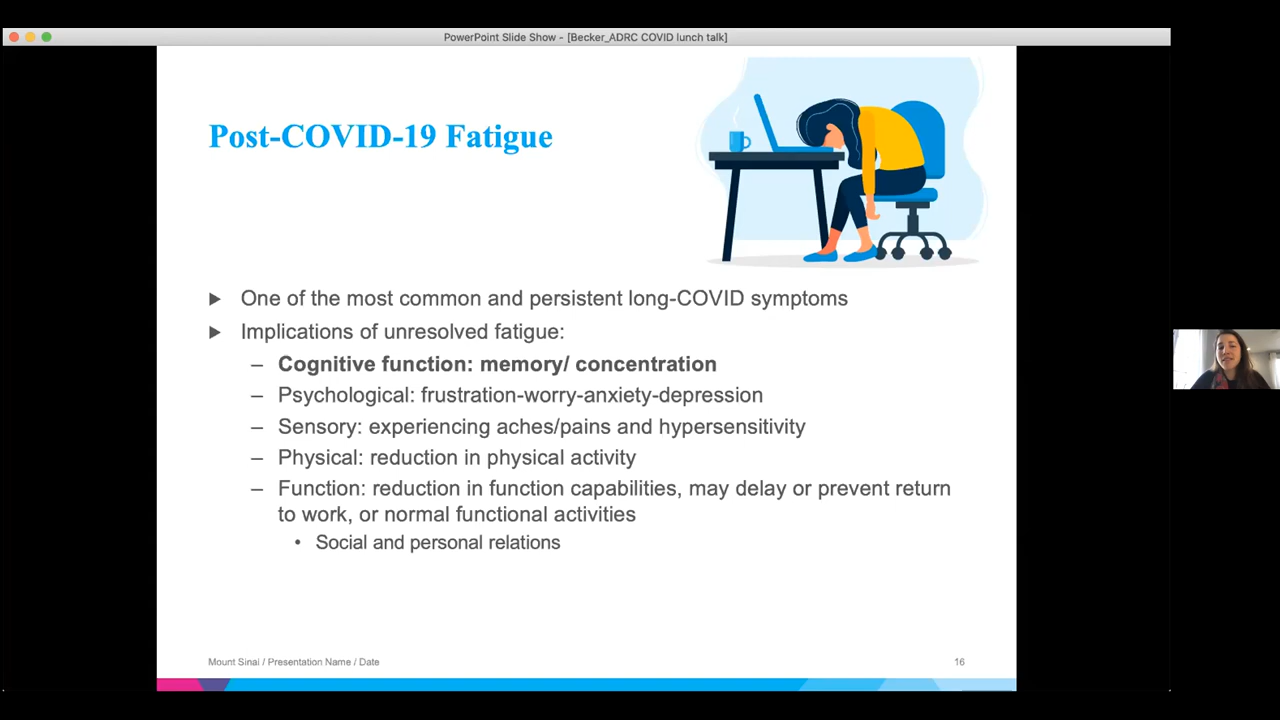 PowerPoint Slide Show - [Becker_ADRC COVID lunch talk]
Post-COVID-19 Fatigue
▶ One of the most common and persistent long-COVID symptoms
▶ Implications of unresolved fatigue:
– Cognitive function: memory/ concentration
– Psychological: frustration-worry-anxiety-depression
– Sensory: experiencing aches/pains and hypersensitivity
– Physical: reduction in physical activity
– Function: reduction in function capabilities, may delay or prevent return
to work, or normal functional activities
• Social and personal relations
Mount Sinai / Presentation Name / Date
16